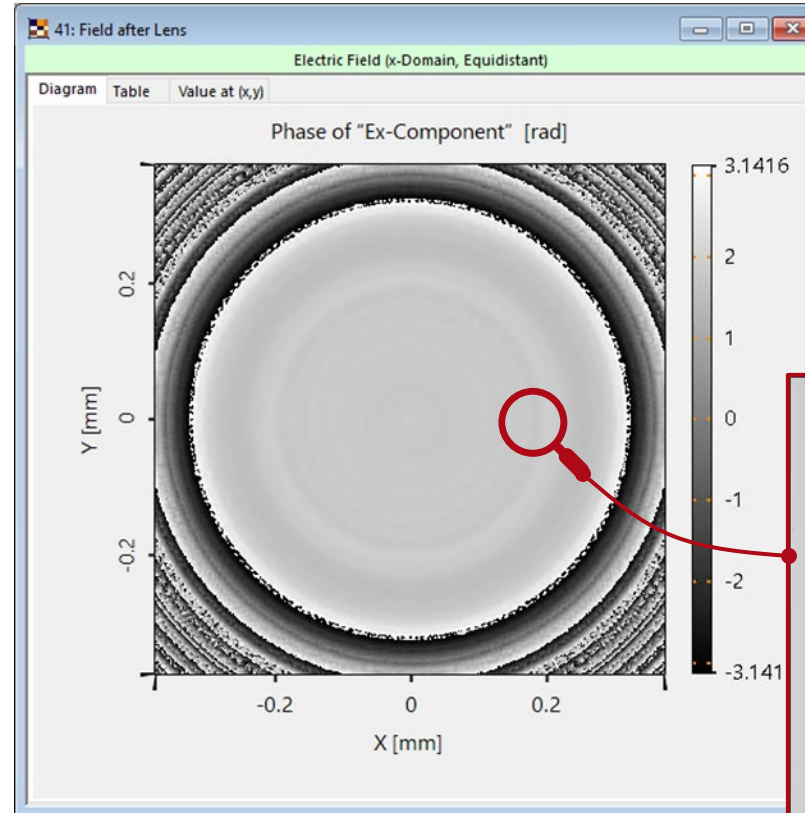 41: Field after Lens
Electric Field (x-Domain, Equidistant)
Diagram Table Value at (x,y)
Phase of "Ex-Component" [rad]
3.1416
2
1
0
-1
-2
-3.141
Y [mm]
0.2
0
-0.2
-0.2 0 0.2
X [mm]